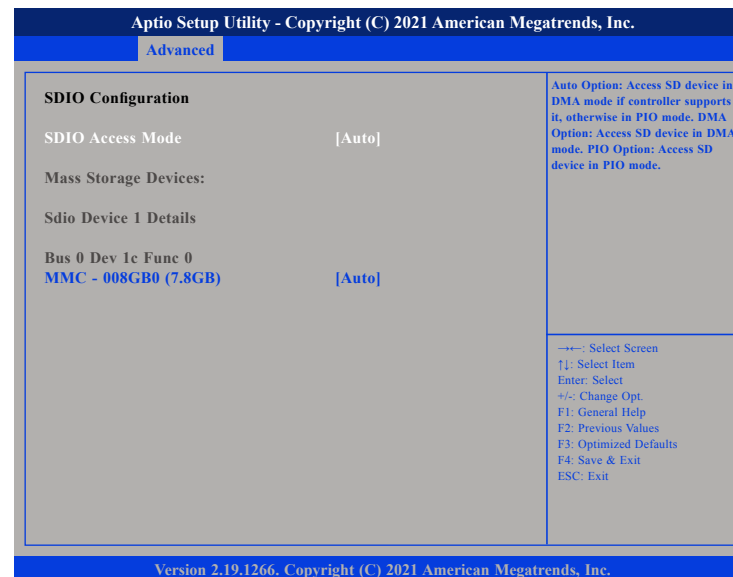 Aptio Setup Utility - Copyright (C) 2021 American Megatrends, Inc.
Advanced
SDIO Configuration
SDIO Access Mode [Auto]
Mass Storage Devices:
Sdio Device 1 Details
Bus 0 Dev 1c Func 0
MMC - 008GB0 (7.8GB) [Auto]
Auto Option: Access SD device in
DMA mode if controller supports
it, otherwise in PIO mode. DMA
Option: Access SD device in DMA
mode. PIO Option: Access SD
device in PIO mode.
→←: Select Screen
↑↓: Select Item
Enter: Select
+/-: Change Opt.
F1: General Help
F2: Previous Values
F3: Optimized Defaults
F4: Save & Exit
ESC: Exit
Version 2.19.1266. Copyright (C) 2021 American Megatrends, Inc.